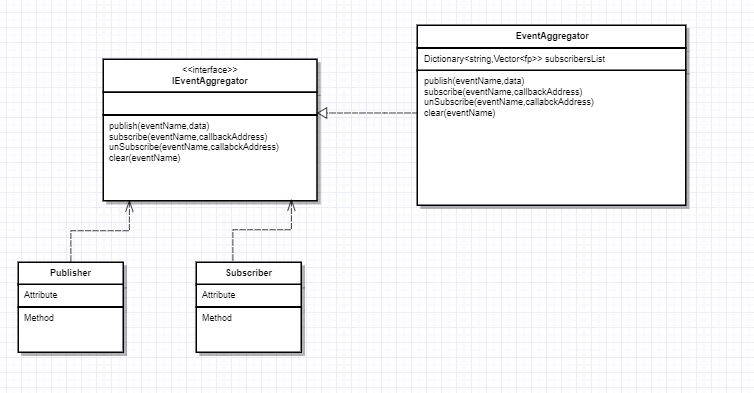 <<interface>>
IEventAggregator
publish(eventName,data)
subscribe(eventName,callbackAddress)
unSubscribe(eventName,callabckAddress)
clear(eventName)
EventAggregator
Dictionary<string,Vector<fp>> subscribersList
publish(eventName,data)
subscribe(eventName,callbackAddress)
unSubscribe(eventName,callabckAddress)
clear(eventName)
Publisher
Attribute
Method
Subscriber
Attribute
Method